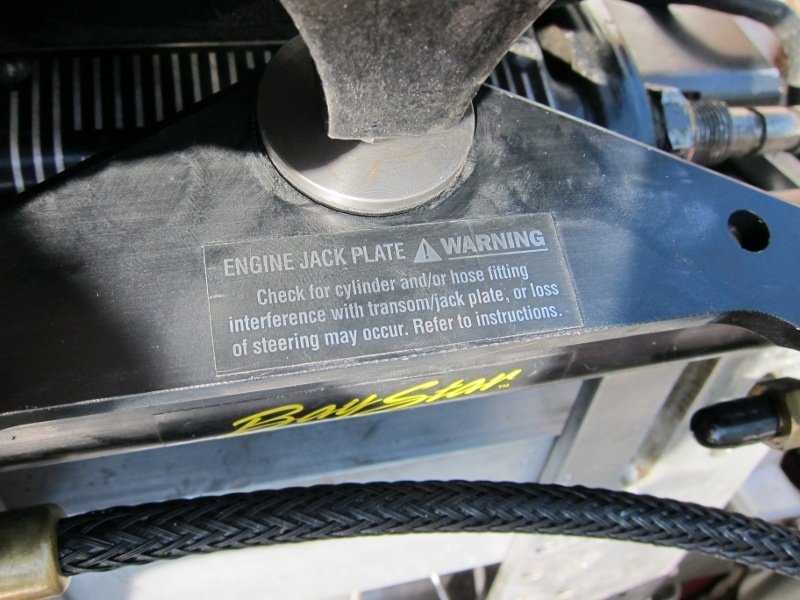 ENGINE JACK PLATE ⚠ WARNING
Check for cylinder and/or hose fitting
interference with transom/jack plate, or loss
of steering may occur. Refer to instructions.
BayStar™